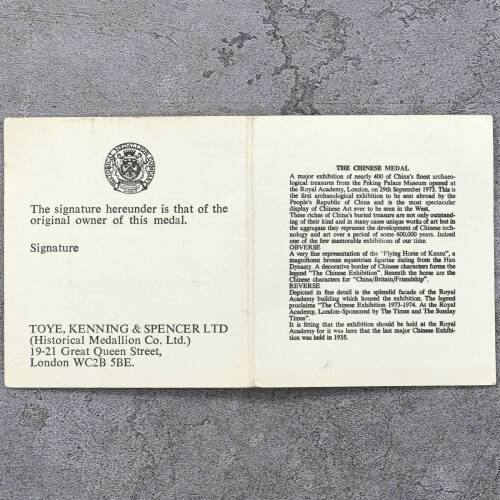 The signature hereunder is that of the
original owner of this medal.
Signature
TOYE, KENNING & SPENCER LTD
(Historical Medallion Co. Ltd.)
19-21 Great Queen Street,
London WC2B 5BE.
THE CHINESE MEDAL
A major exhibition of nearly 400 of China's finest archaeo-
logical treasures from the Peking Palace Museum opened at
the Royal Academy, London, on 29th September 1973. This is
the first archaeological exhibition to be sent abroad by the
People's Republic of China and is the most spectacular
display of Chinese Art ever to be seen in the West.
These riches of China's buried treasure are not only outstand-
ing of their kind and in many cases unique works of art but in
the aggregate they represent the development of Chinese tech-
nology and art over a period of some 600,000 years. Indeed
one of the few memorable exhibitions of our time.
OBVERSE
A very fine representation of the "Flying Horse of Kansu", a
magnificent bronze equestrian figurine dating from the Han
Dynasty. A decorative border of Chinese characters forms the
legend "The Chinese Exhibition". Beneath the horse are the
Chinese characters for "China/Britain/Friendship".
REVERSE
Depicted in fine detail is the splendid facade of the Royal
Academy building which housed the exhibition. The legend
proclaims "The Chinese Exhibition 1973-1974. At the Royal
Academy, London-Sponsored by The Times and The Sunday
Times".
It is fitting that the exhibition should be held at the Royal
Academy for it was here that the last major Chinese Exhibi-
tion was held in 1935.